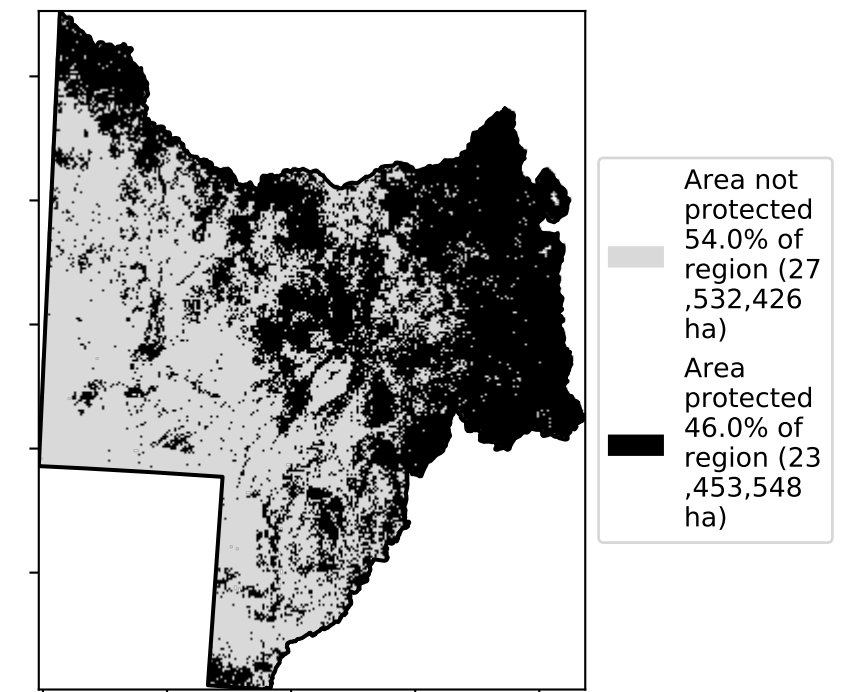 Area not
protected
54.0% of
region (27
,532,426
ha)
Area
protected
46.0% of
region (23
,453,548
ha)